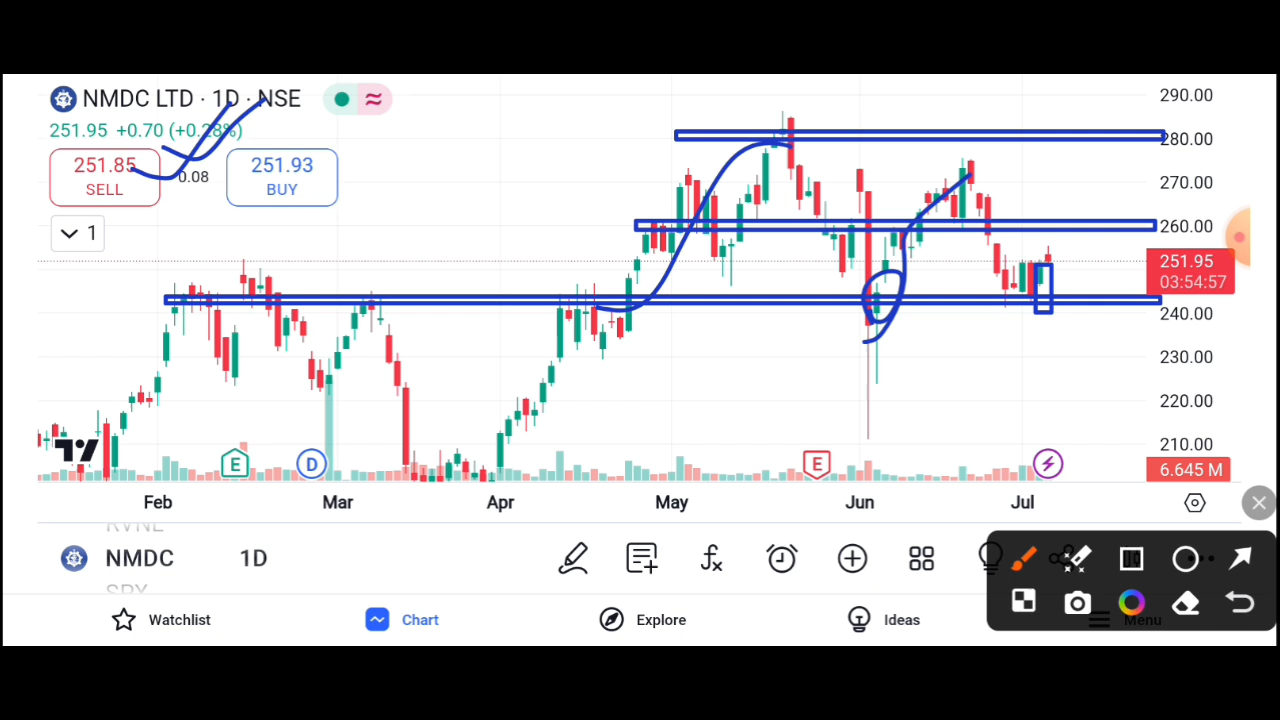 NMDC LTD · 1D · NSE
251.95 +0.70 (+0.28%)
251.85 SELL
0.08
251.93 BUY
1
290.00
280.00
270.00
260.00
251.95
03:54:57
240.00
230.00
220.00
210.00
6.645 M
E D E
Feb Mar Apr May Jun Jul
RVNL
NMDC 1D
SPY
Watchlist Chart Explore Ideas Menu